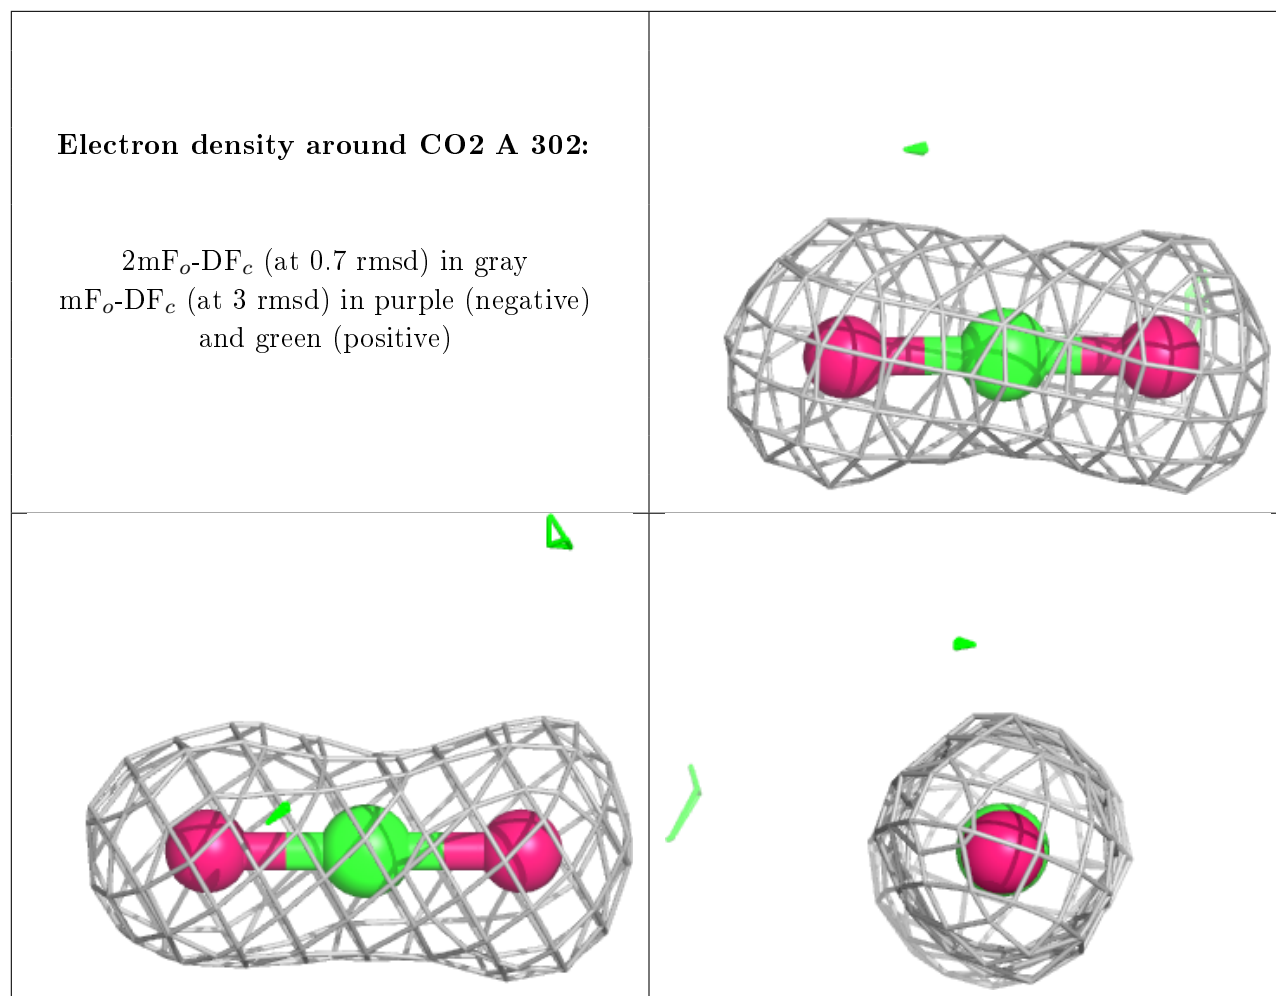 Electron density around CO2 A 302:
2mFo-DFc (at 0.7 rmsd) in gray
mFo-DFc (at 3 rmsd) in purple (negative)
and green (positive)